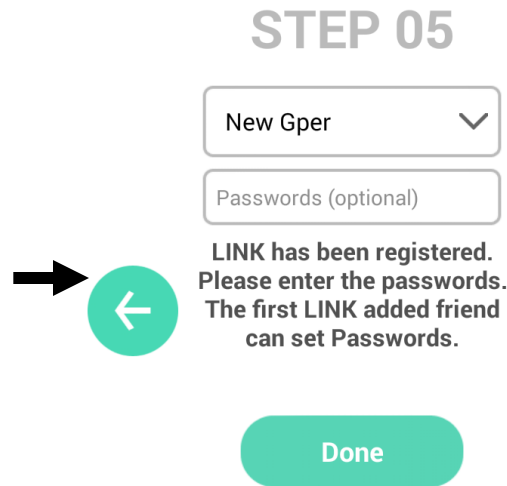 STEP 05
New Gper
Passwords (optional)
LINK has been registered.
Please enter the passwords.
The first LINK added friend
can set Passwords.
Done